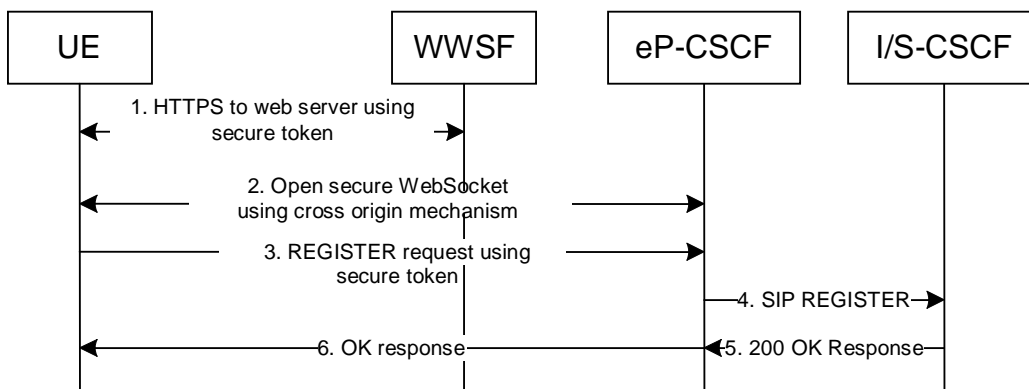 UE
WWSF
eP-CSCF
I/S-CSCF
1. HTTPS to web server using
secure token
2. Open secure WebSocket
using cross origin mechanism
3. REGISTER request using
secure token
4. SIP REGISTER
6. OK response
5. 200 OK Response